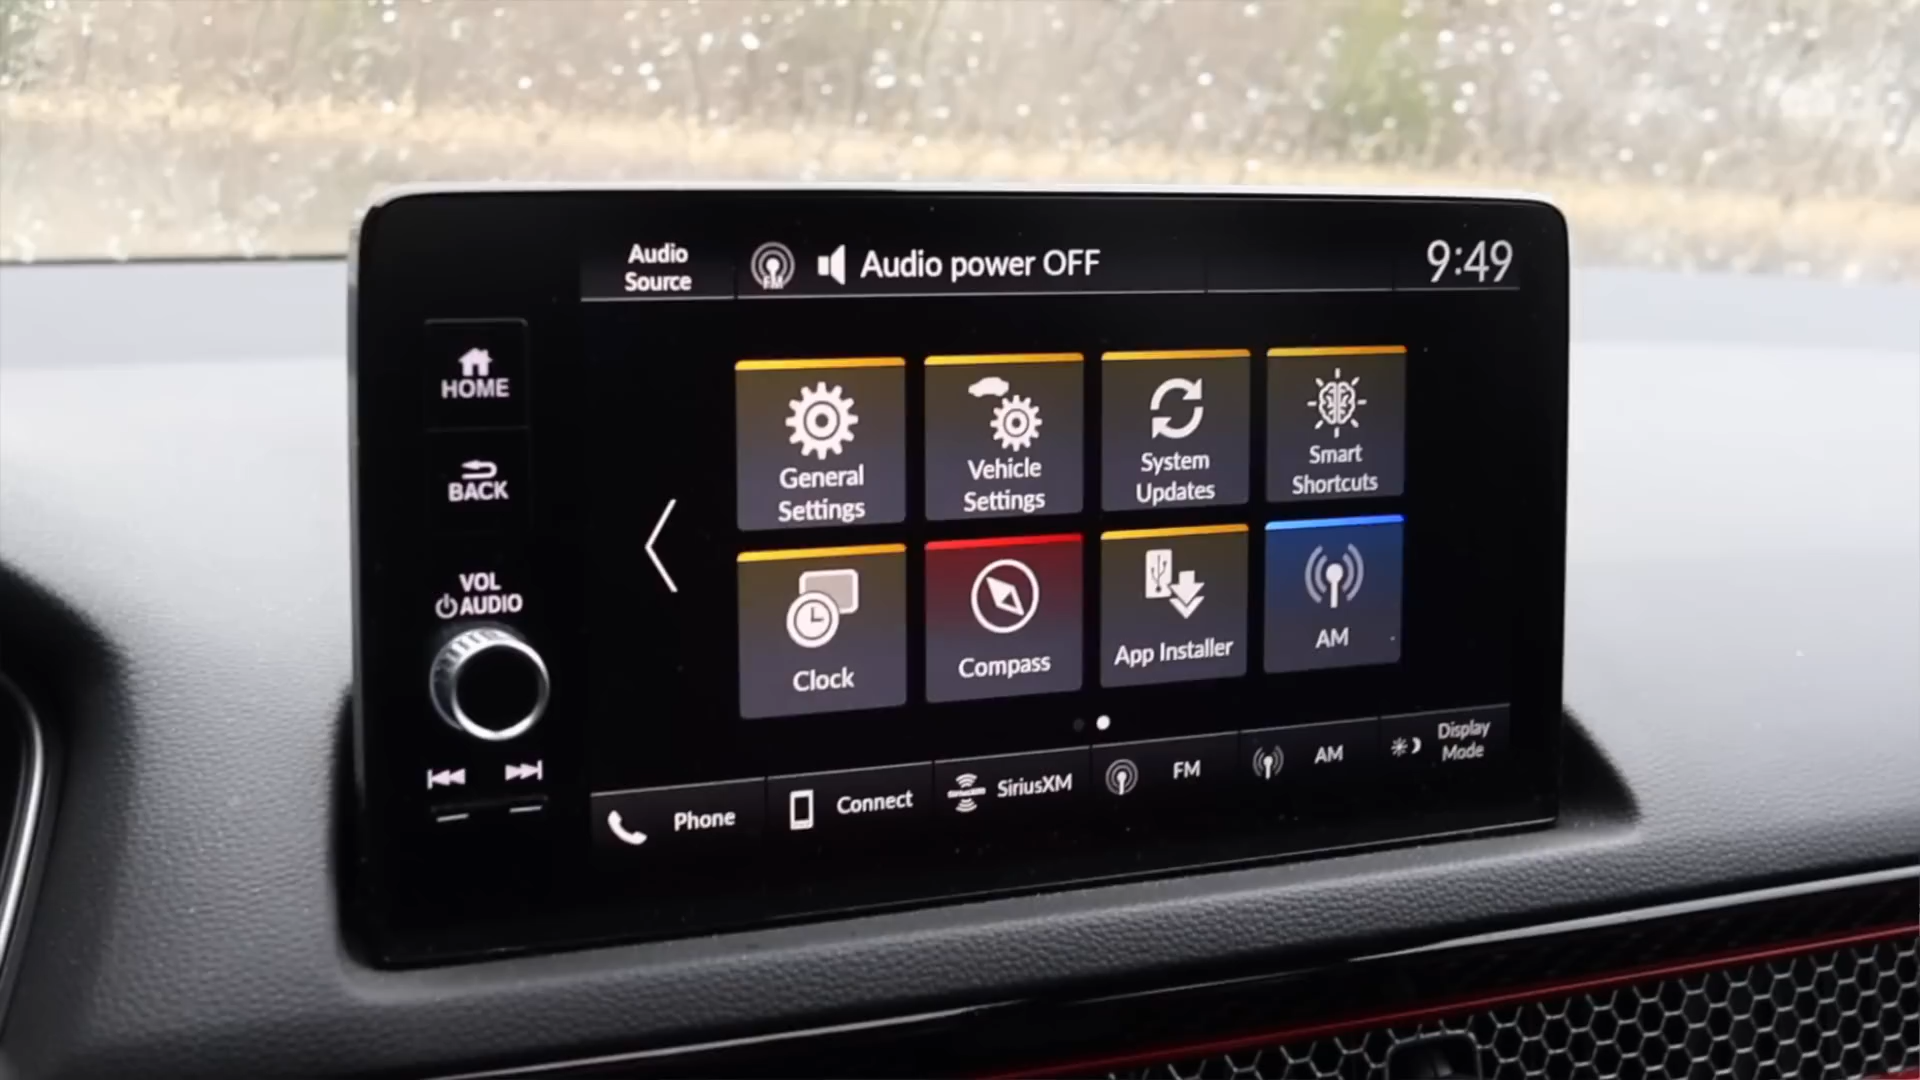 Audio
Source
FM
Audio power OFF
9:49
HOME
BACK
VOL
AUDIO
General
Settings
Vehicle
Settings
System
Updates
Smart
Shortcuts
Clock
Compass
App Installer
AM
Phone
Connect
SiriusXM
FM
AM
Display
Mode